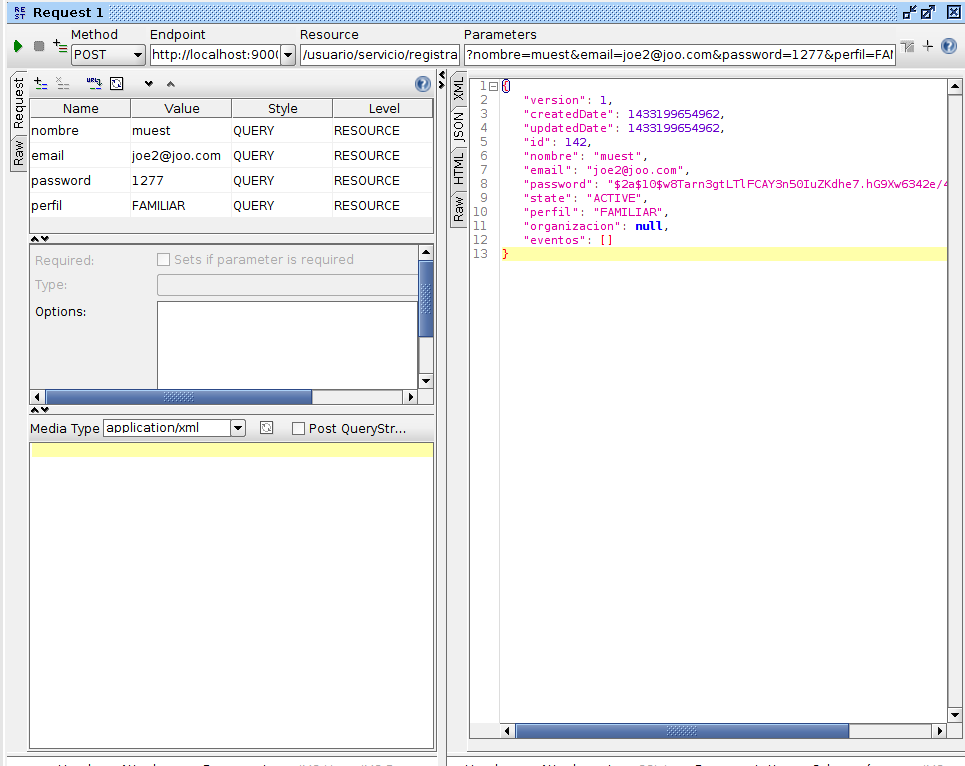 RE ST Request 1
Method Endpoint Resource Parameters
POST http://localhost:900( /usuario/servicio/registra ?nombre=muest&email=joe2@joo.com&password=1277&perfil=FAM
Request
Raw
Name Value Style Level
nombre muest QUERY RESOURCE
email joe2@joo.com QUERY RESOURCE
password 1277 QUERY RESOURCE
perfil FAMILIAR QUERY RESOURCE
Required: Sets if parameter is required
Type:
Options:
Media Type application/xml Post QueryStr...
XML
JSON
HTML
Raw
1 {
2 "version": 1,
3 "createdDate": 1433199654962,
4 "updatedDate": 1433199654962,
5 "id": 142,
6 "nombre": "muest",
7 "email": "joe2@joo.com",
8 "password": "$2a$10$w8Tarn3gtLTlFCAY3n50IuZKdhe7.hG9Xw6342e/4
9 "state": "ACTIVE",
10 "perfil": "FAMILIAR",
11 "organizacion": null,
12 "eventos": []
13 }